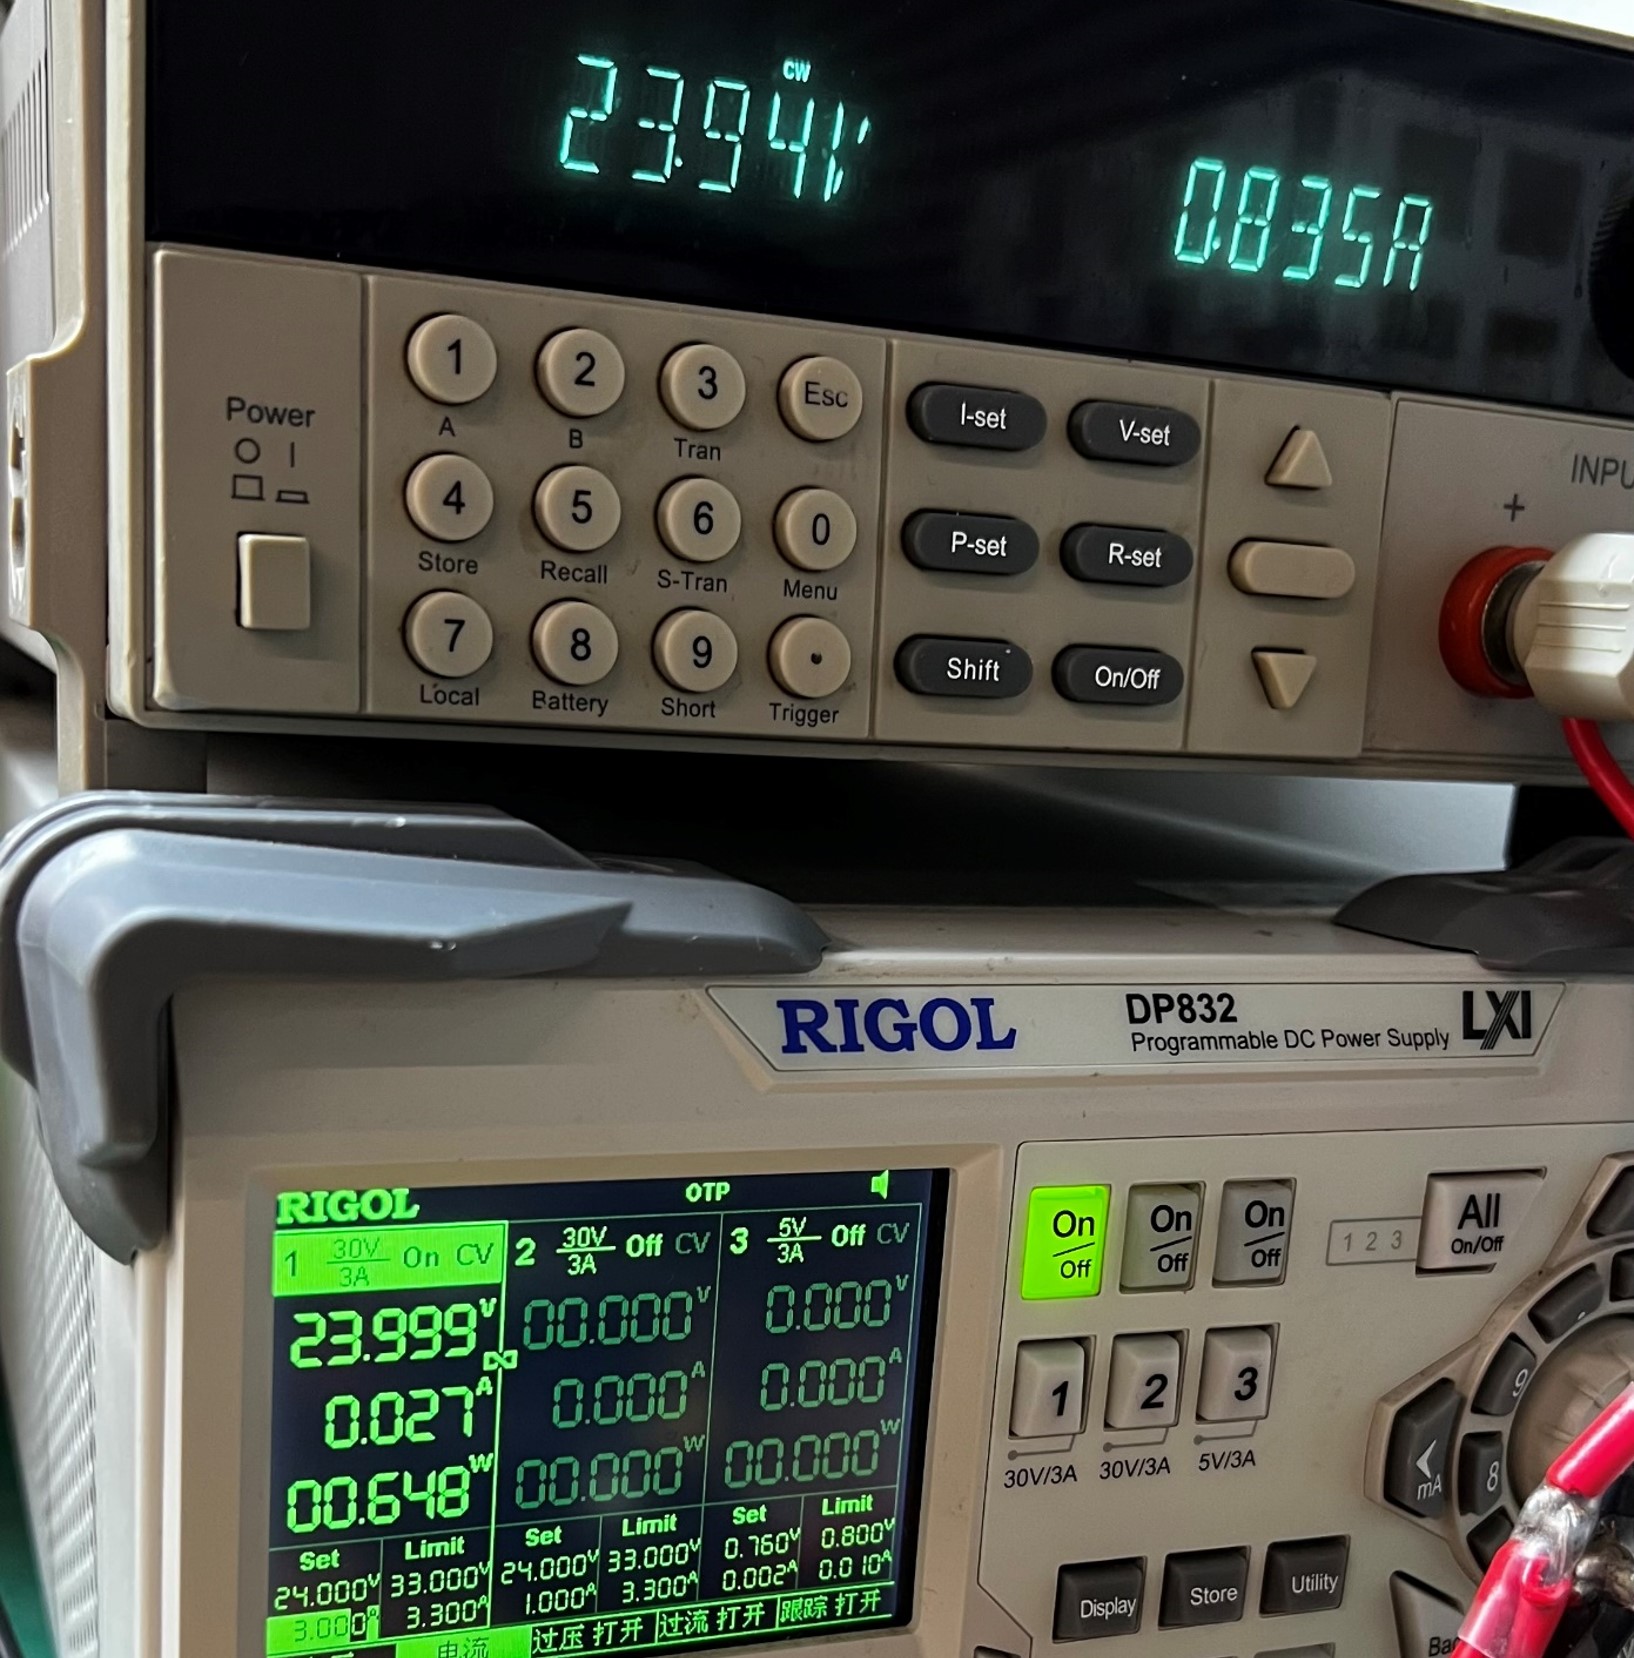 CW
23.941V
0.835A
Power
1 2 3 Esc
A B Tran
4 5 6 0
Store Recall S-Tran Menu
7 8 9 .
Local Battery Short Trigger
I-set V-set
P-set R-set
Shift On/Off
INPU
+
RIGOL
DP832
Programmable DC Power Supply
LXI
RIGOL OTP
1 30V/3A On CV
2 30V/3A Off CV
3 5V/3A Off CV
23.999V 00.000V 0.000V
0.027A 0.000A 0.000A
00.648W 00.000W 00.000W
Set Limit Set Limit Set Limit
24.000V 33.000V 24.000V 33.000V 0.760V 0.800V
3.000A 3.300A 1.000A 3.300A 0.002A 0.010A
电流 过压 打开 过流 打开 跟踪 打开
On/Off On/Off On/Off
1 2 3
All
On/Off
1 2 3
30V/3A 30V/3A 5V/3A
9
8
mA
Display Store Utility
Bac